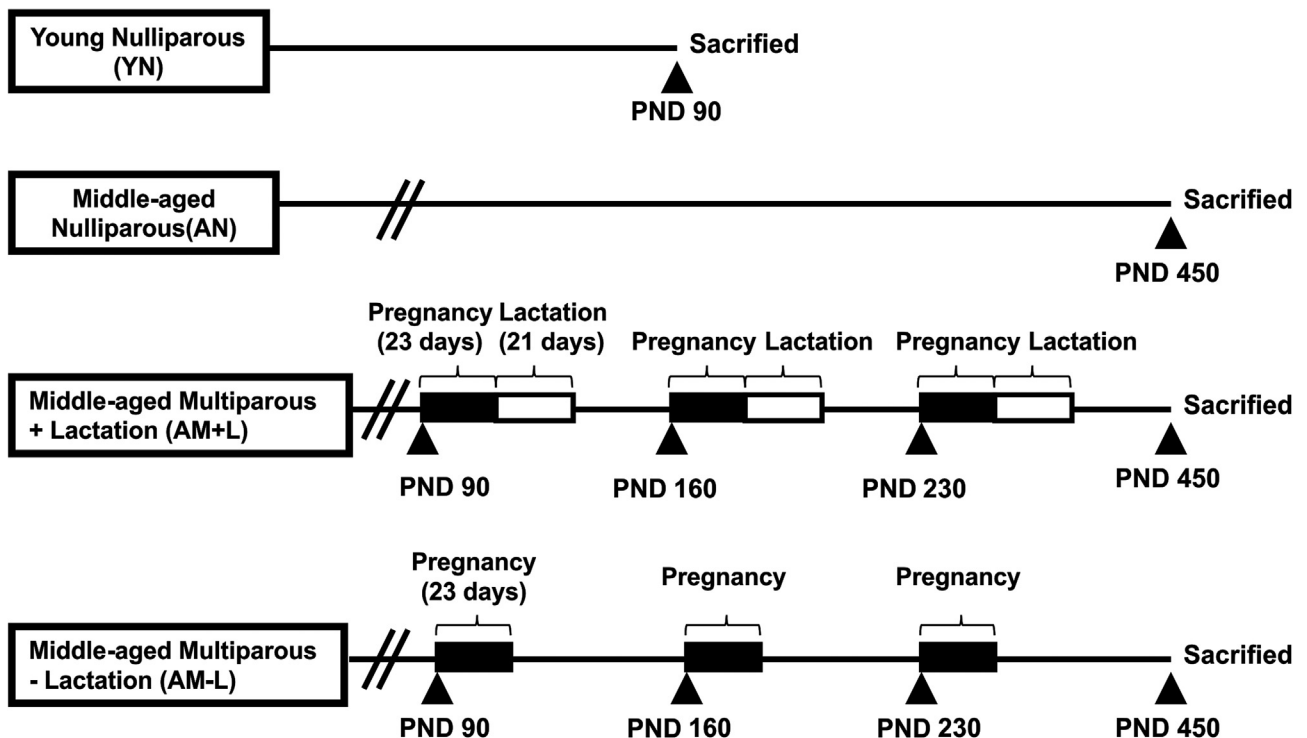 Young Nulliparous
(YN)
Sacrified
PND 90
Middle-aged
Nulliparous(AN)
Sacrified
PND 450
Pregnancy Lactation
(23 days) (21 days)
Pregnancy Lactation
Pregnancy Lactation
Middle-aged Multiparous
+ Lactation (AM+L)
Sacrified
PND 90
PND 160
PND 230
PND 450
Pregnancy
(23 days)
Pregnancy
Pregnancy
Middle-aged Multiparous
- Lactation (AM-L)
Sacrified
PND 90
PND 160
PND 230
PND 450